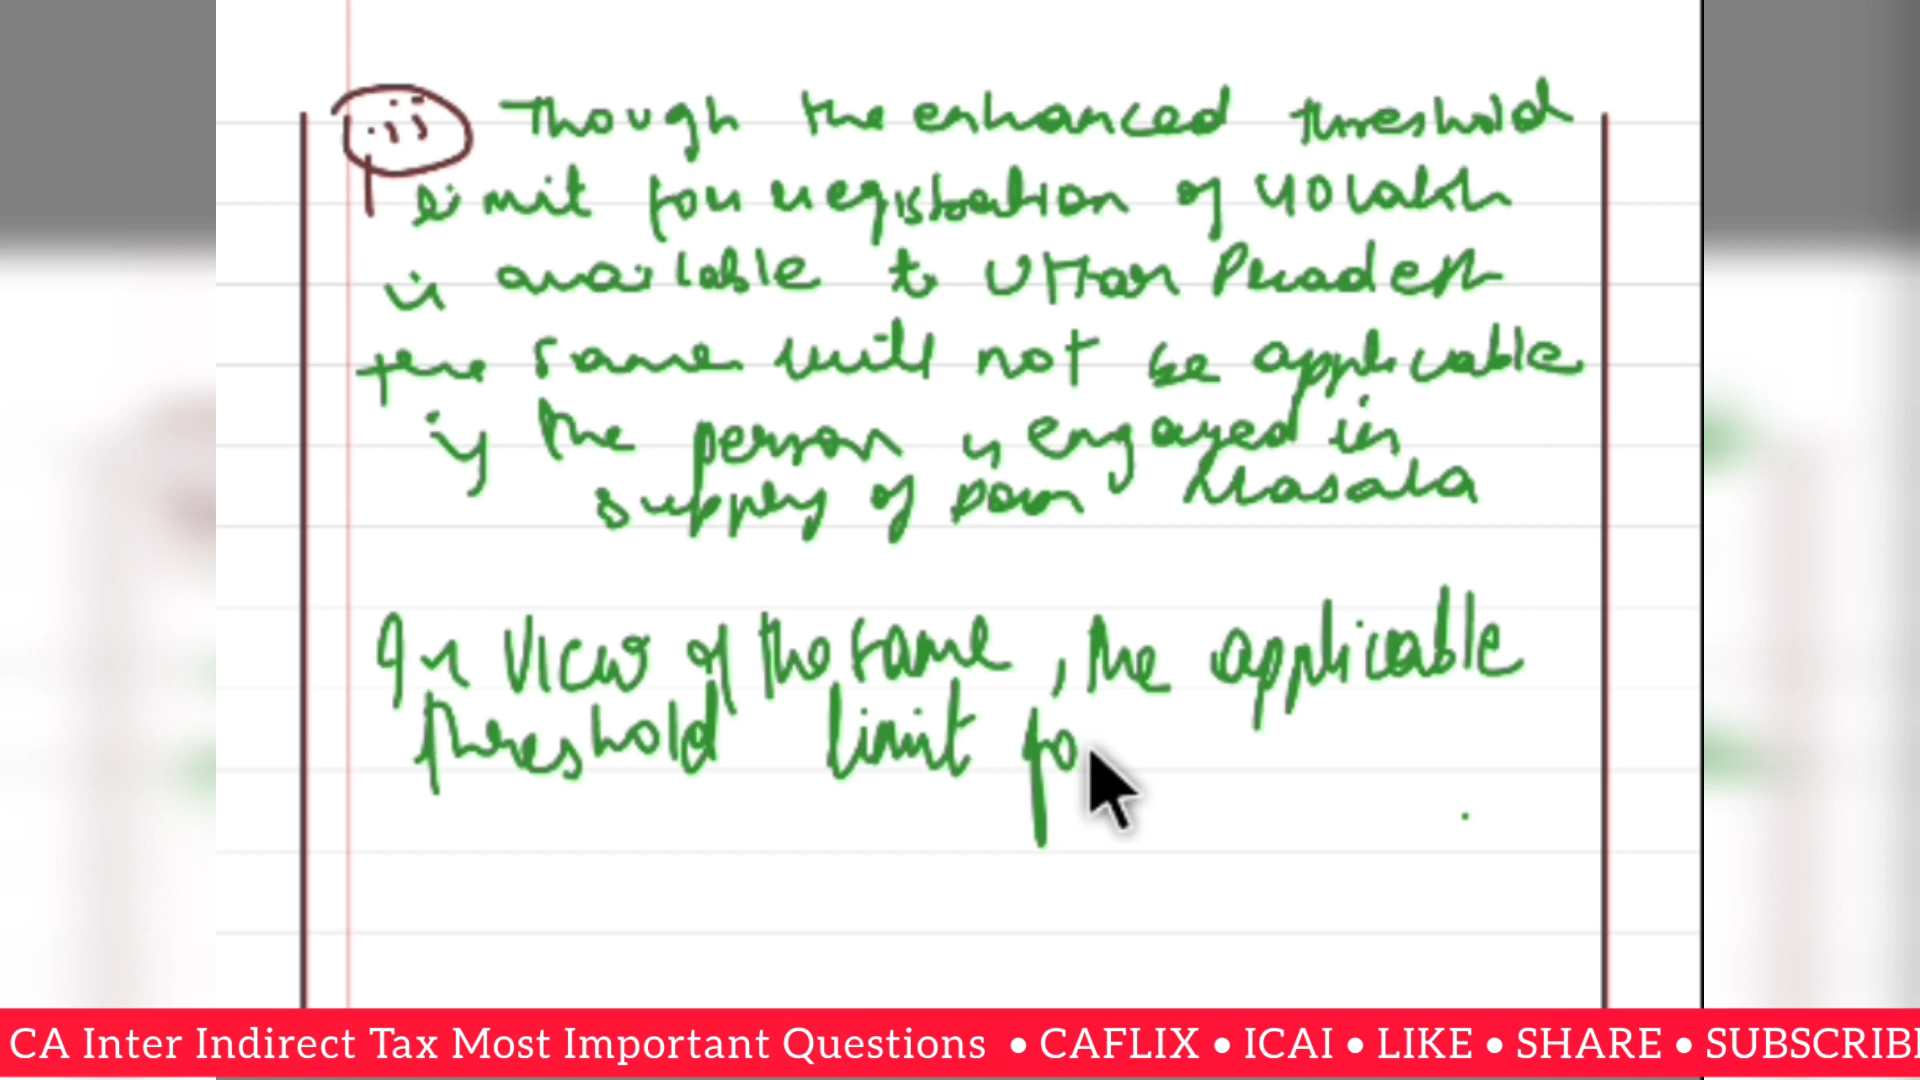 iii Though the enhanced threshold
limit for registration of 40 lakh
is available to Uttar Pradesh
the same will not be applicable
if the person is engaged in
supply of pan Masala
In view of the same, the applicable
threshold limit fo
CA Inter Indirect Tax Most Important Questions • CAFLIX • ICAI • LIKE • SHARE • SUBSCRIB